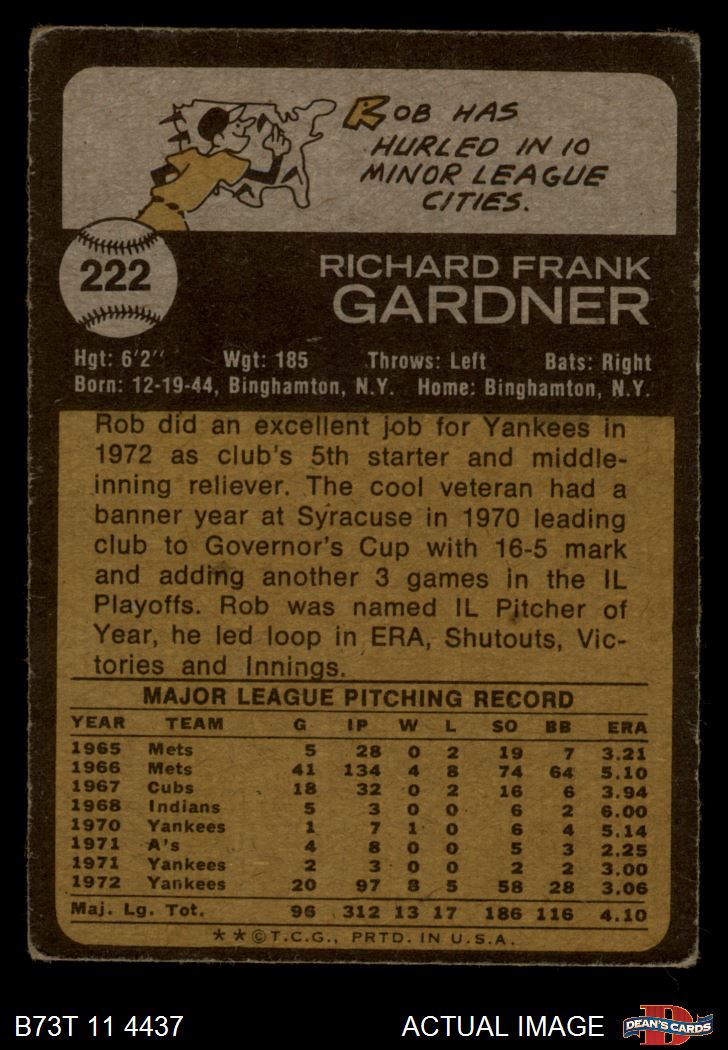 ROB HAS
HURLED IN 10
MINOR LEAGUE
CITIES.
222
RICHARD FRANK
GARDNER
Hgt: 6'2" Wgt: 185 Throws: Left Bats: Right
Born: 12-19-44, Binghamton, N.Y. Home: Binghamton, N.Y.
Rob did an excellent job for Yankees in
1972 as club's 5th starter and middle-
inning reliever. The cool veteran had a
banner year at Syracuse in 1970 leading
club to Governor's Cup with 16-5 mark
and adding another 3 games in the IL
Playoffs. Rob was named IL Pitcher of
Year, he led loop in ERA, Shutouts, Vic-
tories and Innings.
MAJOR LEAGUE PITCHING RECORD
YEAR TEAM G IP W L SO BB ERA
1965 Mets 5 28 0 2 19 7 3.21
1966 Mets 41 134 4 8 74 64 5.10
1967 Cubs 18 32 0 2 16 6 3.94
1968 Indians 5 3 0 0 6 2 6.00
1970 Yankees 1 7 1 0 6 4 5.14
1971 A's 4 8 0 0 5 3 2.25
1971 Yankees 2 3 0 0 2 2 3.00
1972 Yankees 20 97 8 5 58 28 3.06
Maj. Lg. Tot. 96 312 13 17 186 116 4.10
**©T.C.G., PRTD. IN U.S.A.
B73T 11 4437 ACTUAL IMAGE
D
DEAN'S CARDS